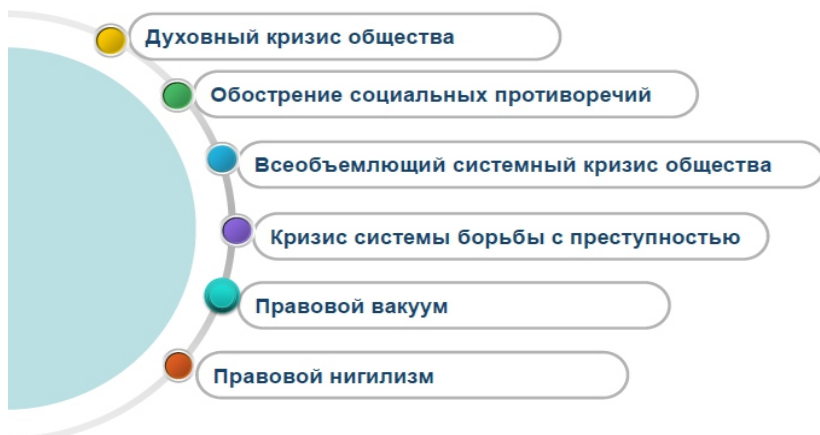 Духовный кризис общества
Обострение социальных противоречий
Всеобъемлющий системный кризис общества
Кризис системы борьбы с преступностью
Правовой вакуум
Правовой нигилизм